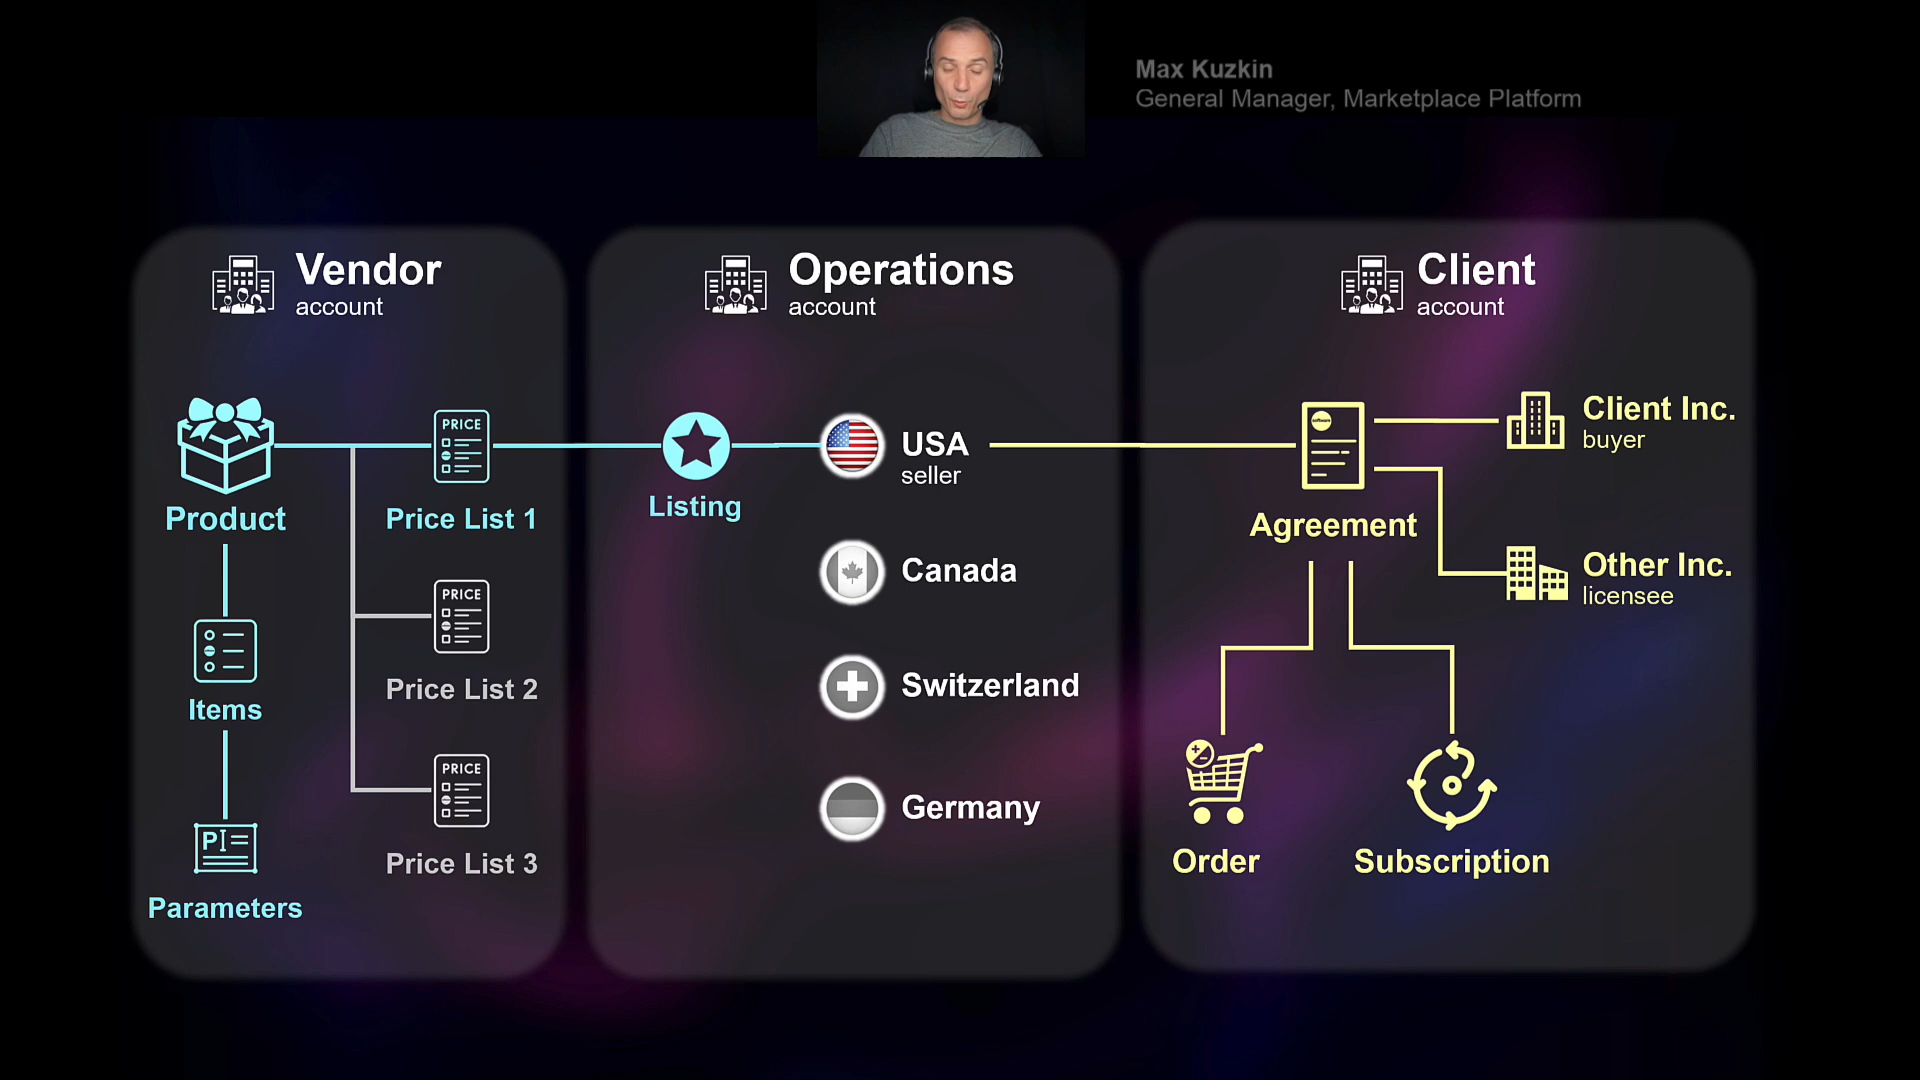 Max Kuzkin
General Manager, Marketplace Platform
Vendor
account
Operations
account
Client
account
PRICE
Product
Price List 1
Listing
USA
seller
Agreement
Client Inc.
buyer
Other Inc.
licensee
Canada
PRICE
Price List 2
Items
Switzerland
PRICE
Price List 3
Germany
PI
Parameters
Order
Subscription